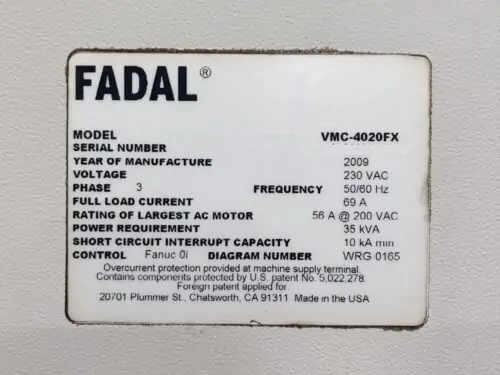 FADAL®
MODEL VMC-4020FX
SERIAL NUMBER
YEAR OF MANUFACTURE 2009
VOLTAGE 230 VAC
PHASE 3 FREQUENCY 50/60 Hz
FULL LOAD CURRENT 69 A
RATING OF LARGEST AC MOTOR 56 A @ 200 VAC
POWER REQUIREMENT 35 kVA
SHORT CIRCUIT INTERRUPT CAPACITY 10 kA min
CONTROL Fanuc 0i DIAGRAM NUMBER WRG-0165
Overcurrent protection provided at machine supply terminal.
Contains components protected by U.S. patent No. 5,022,278.
Foreign patent applied for.
20701 Plummer St., Chatsworth, CA 91311 Made in the USA